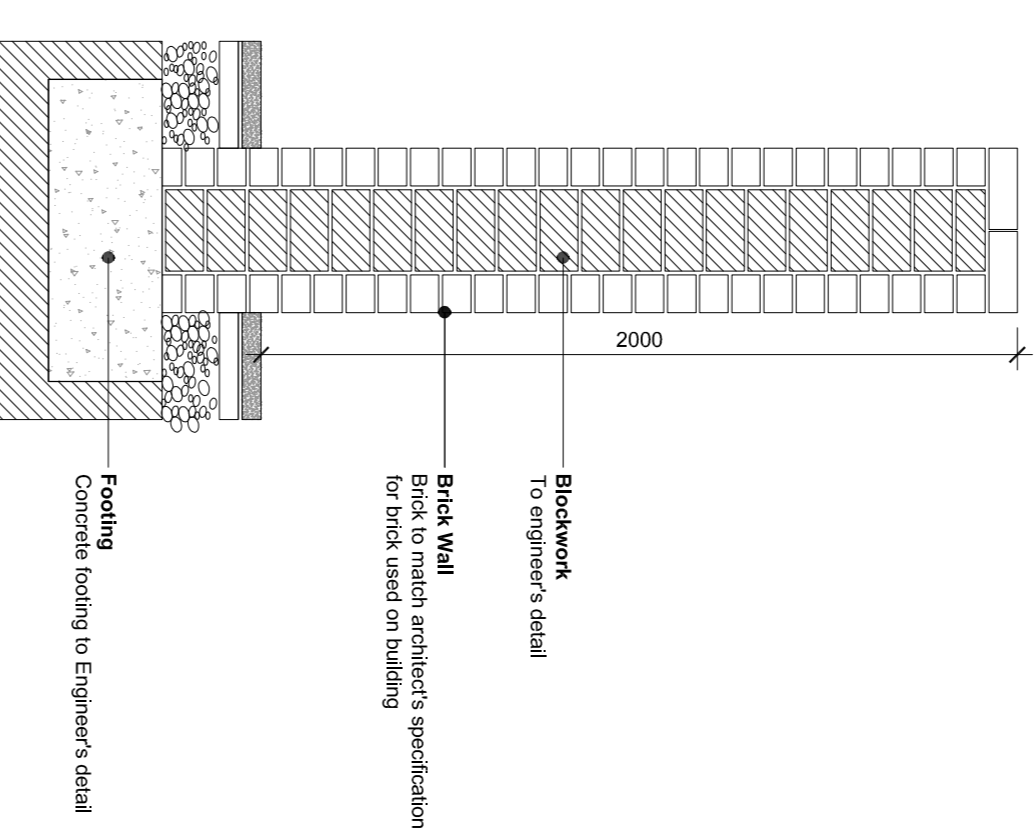 2000
Blockwork
To engineer's detail
Brick Wall
Brick to match architect's specification
for brick used on building
Footing
Concrete footing to Engineer's detail